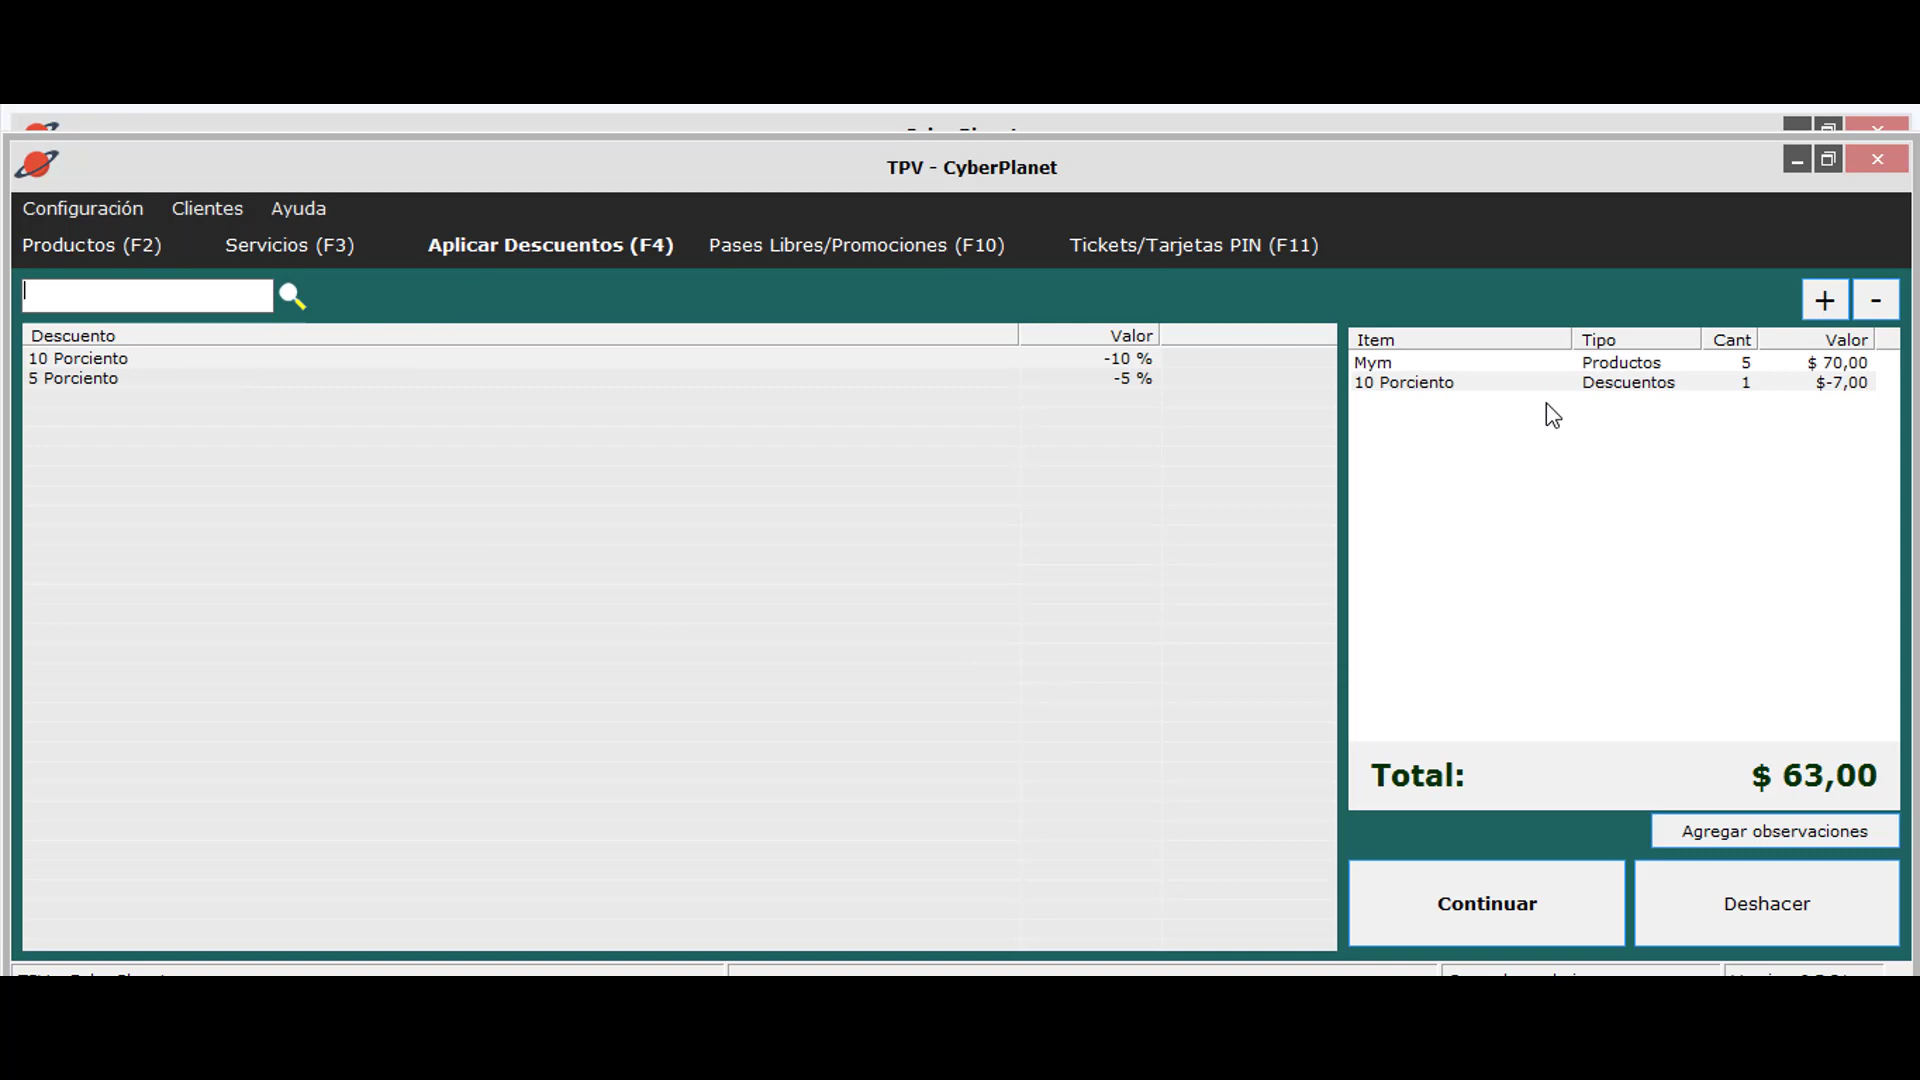 TPV - CyberPlanet
Configuración Clientes Ayuda
Productos (F2) Servicios (F3) Aplicar Descuentos (F4) Pases Libres/Promociones (F10) Tickets/Tarjetas PIN (F11)
+ -
Descuento Valor
10 Porciento -10 %
5 Porciento -5 %
Item Tipo Cant Valor
Mym Productos 5 $ 70,00
10 Porciento Descuentos 1 $-7,00
Total: $ 63,00
Agregar observaciones
Continuar Deshacer